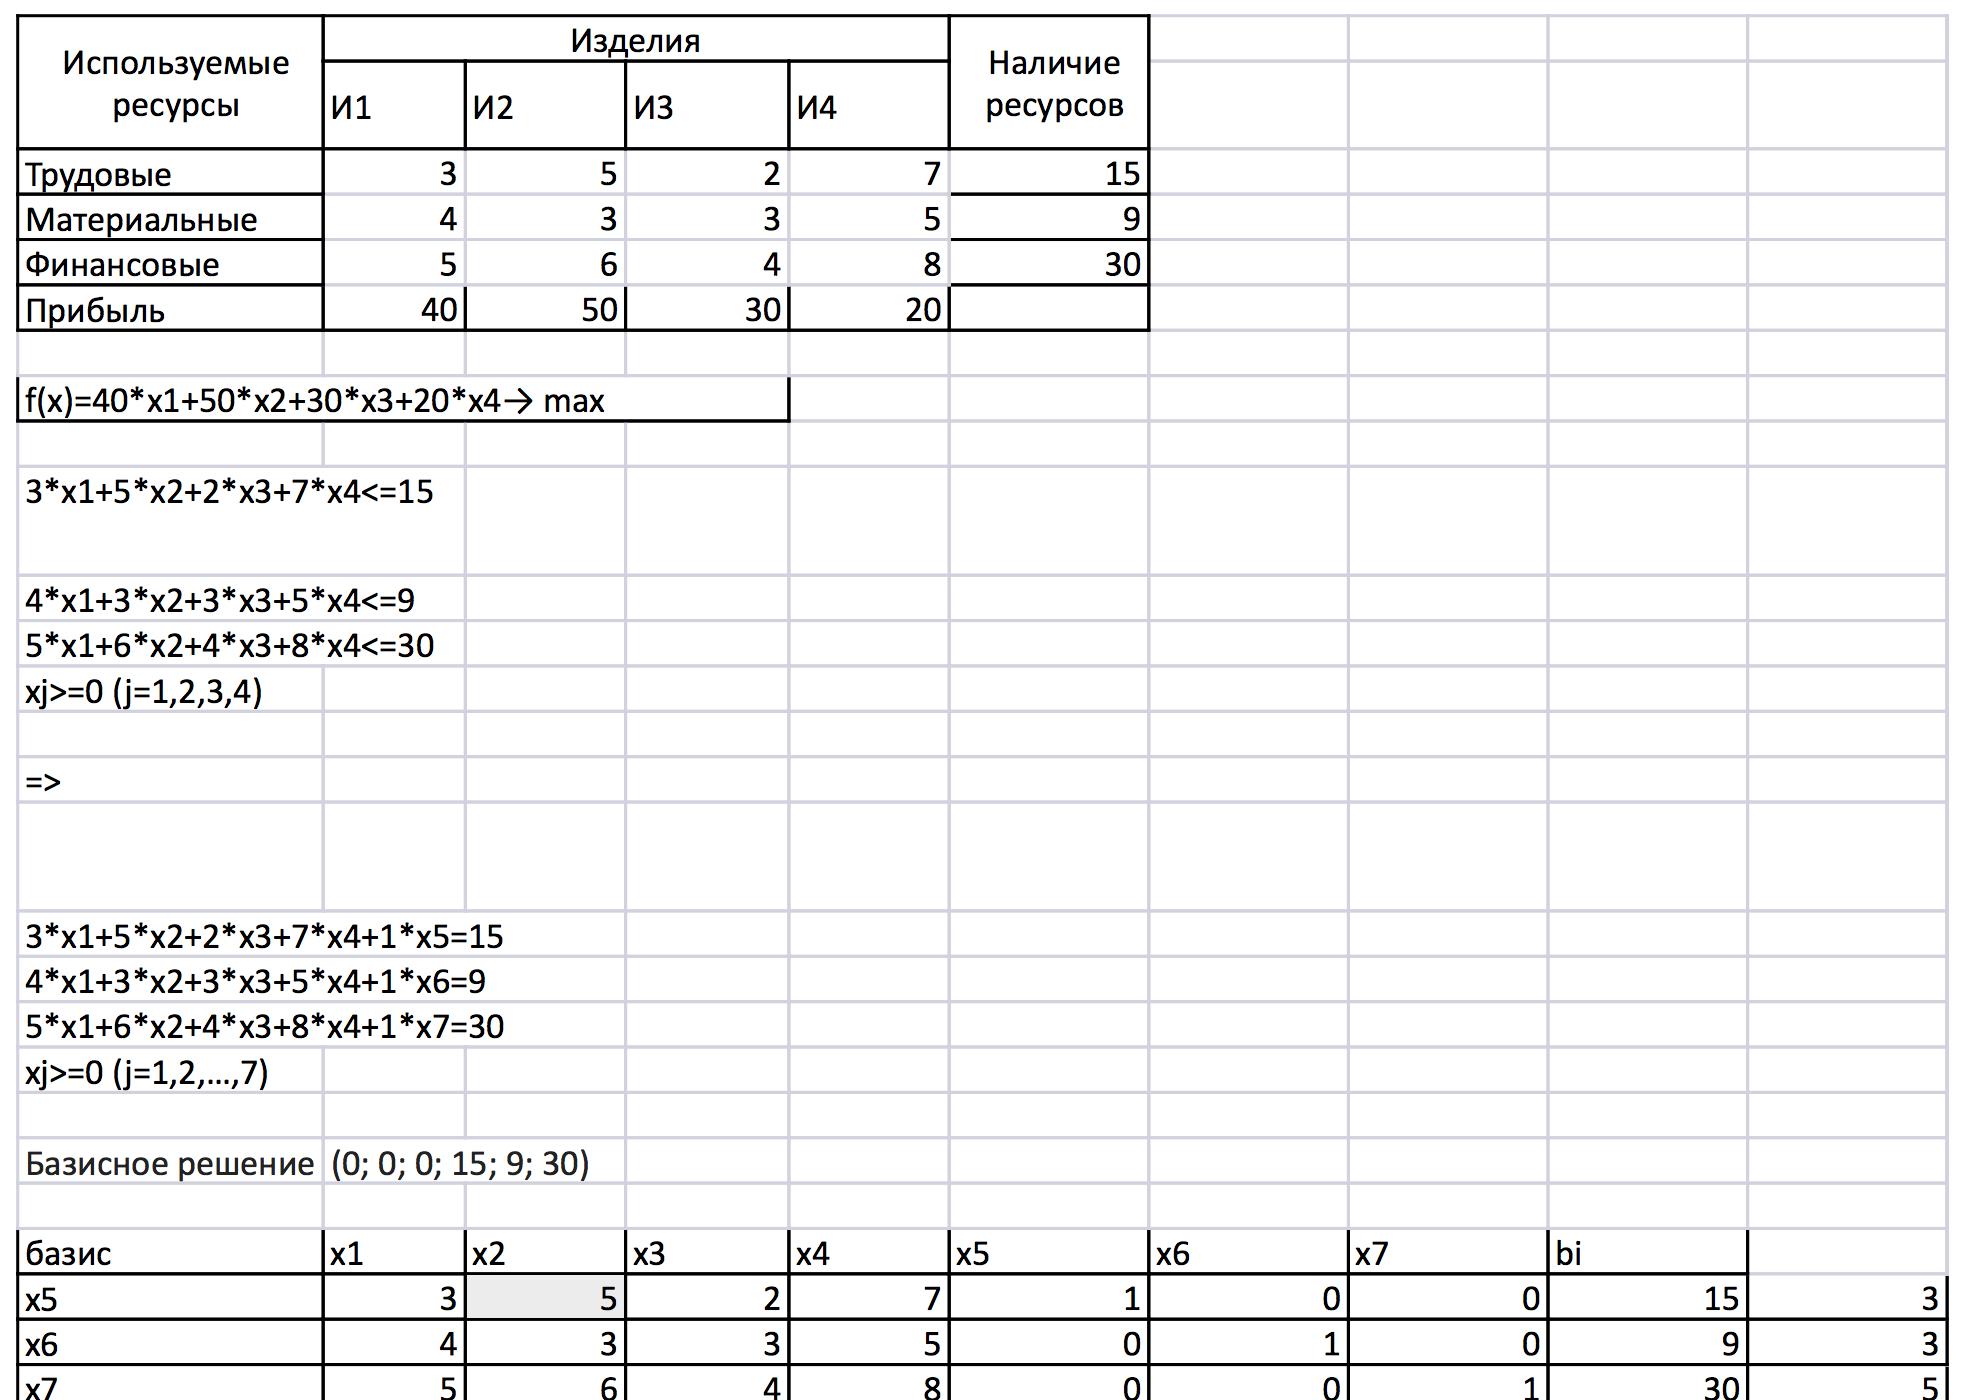 Используемые ресурсы Изделия Наличие ресурсов
И1 И2 И3 И4
Трудовые 3 5 2 7 15
Материальные 4 3 3 5 9
Финансовые 5 6 4 8 30
Прибыль 40 50 30 20
f(x)=40*x1+50*x2+30*x3+20*x4→ max
3*x1+5*x2+2*x3+7*x4<=15
4*x1+3*x2+3*x3+5*x4<=9
5*x1+6*x2+4*x3+8*x4<=30
xj>=0 (j=1,2,3,4)
=>
3*x1+5*x2+2*x3+7*x4+1*x5=15
4*x1+3*x2+3*x3+5*x4+1*x6=9
5*x1+6*x2+4*x3+8*x4+1*x7=30
xj>=0 (j=1,2,...,7)
Базисное решение (0; 0; 0; 15; 9; 30)
базис x1 x2 x3 x4 x5 x6 x7 bi
x5 3 5 2 7 1 0 0 15 3
x6 4 3 3 5 0 1 0 9 3
x7 5 6 4 8 0 0 1 30 5